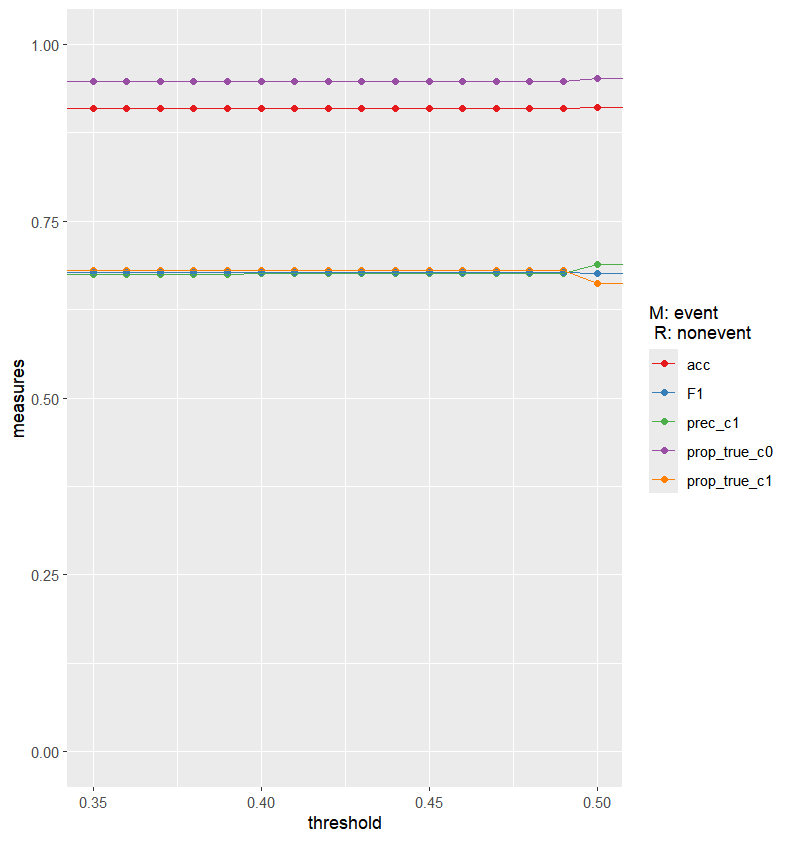 1.00
0.75
0.50
0.25
0.00
measures
0.35
0.40
0.45
0.50
threshold
M: event
R: nonevent
acc
F1
prec_c1
prop_true_c0
prop_true_c1